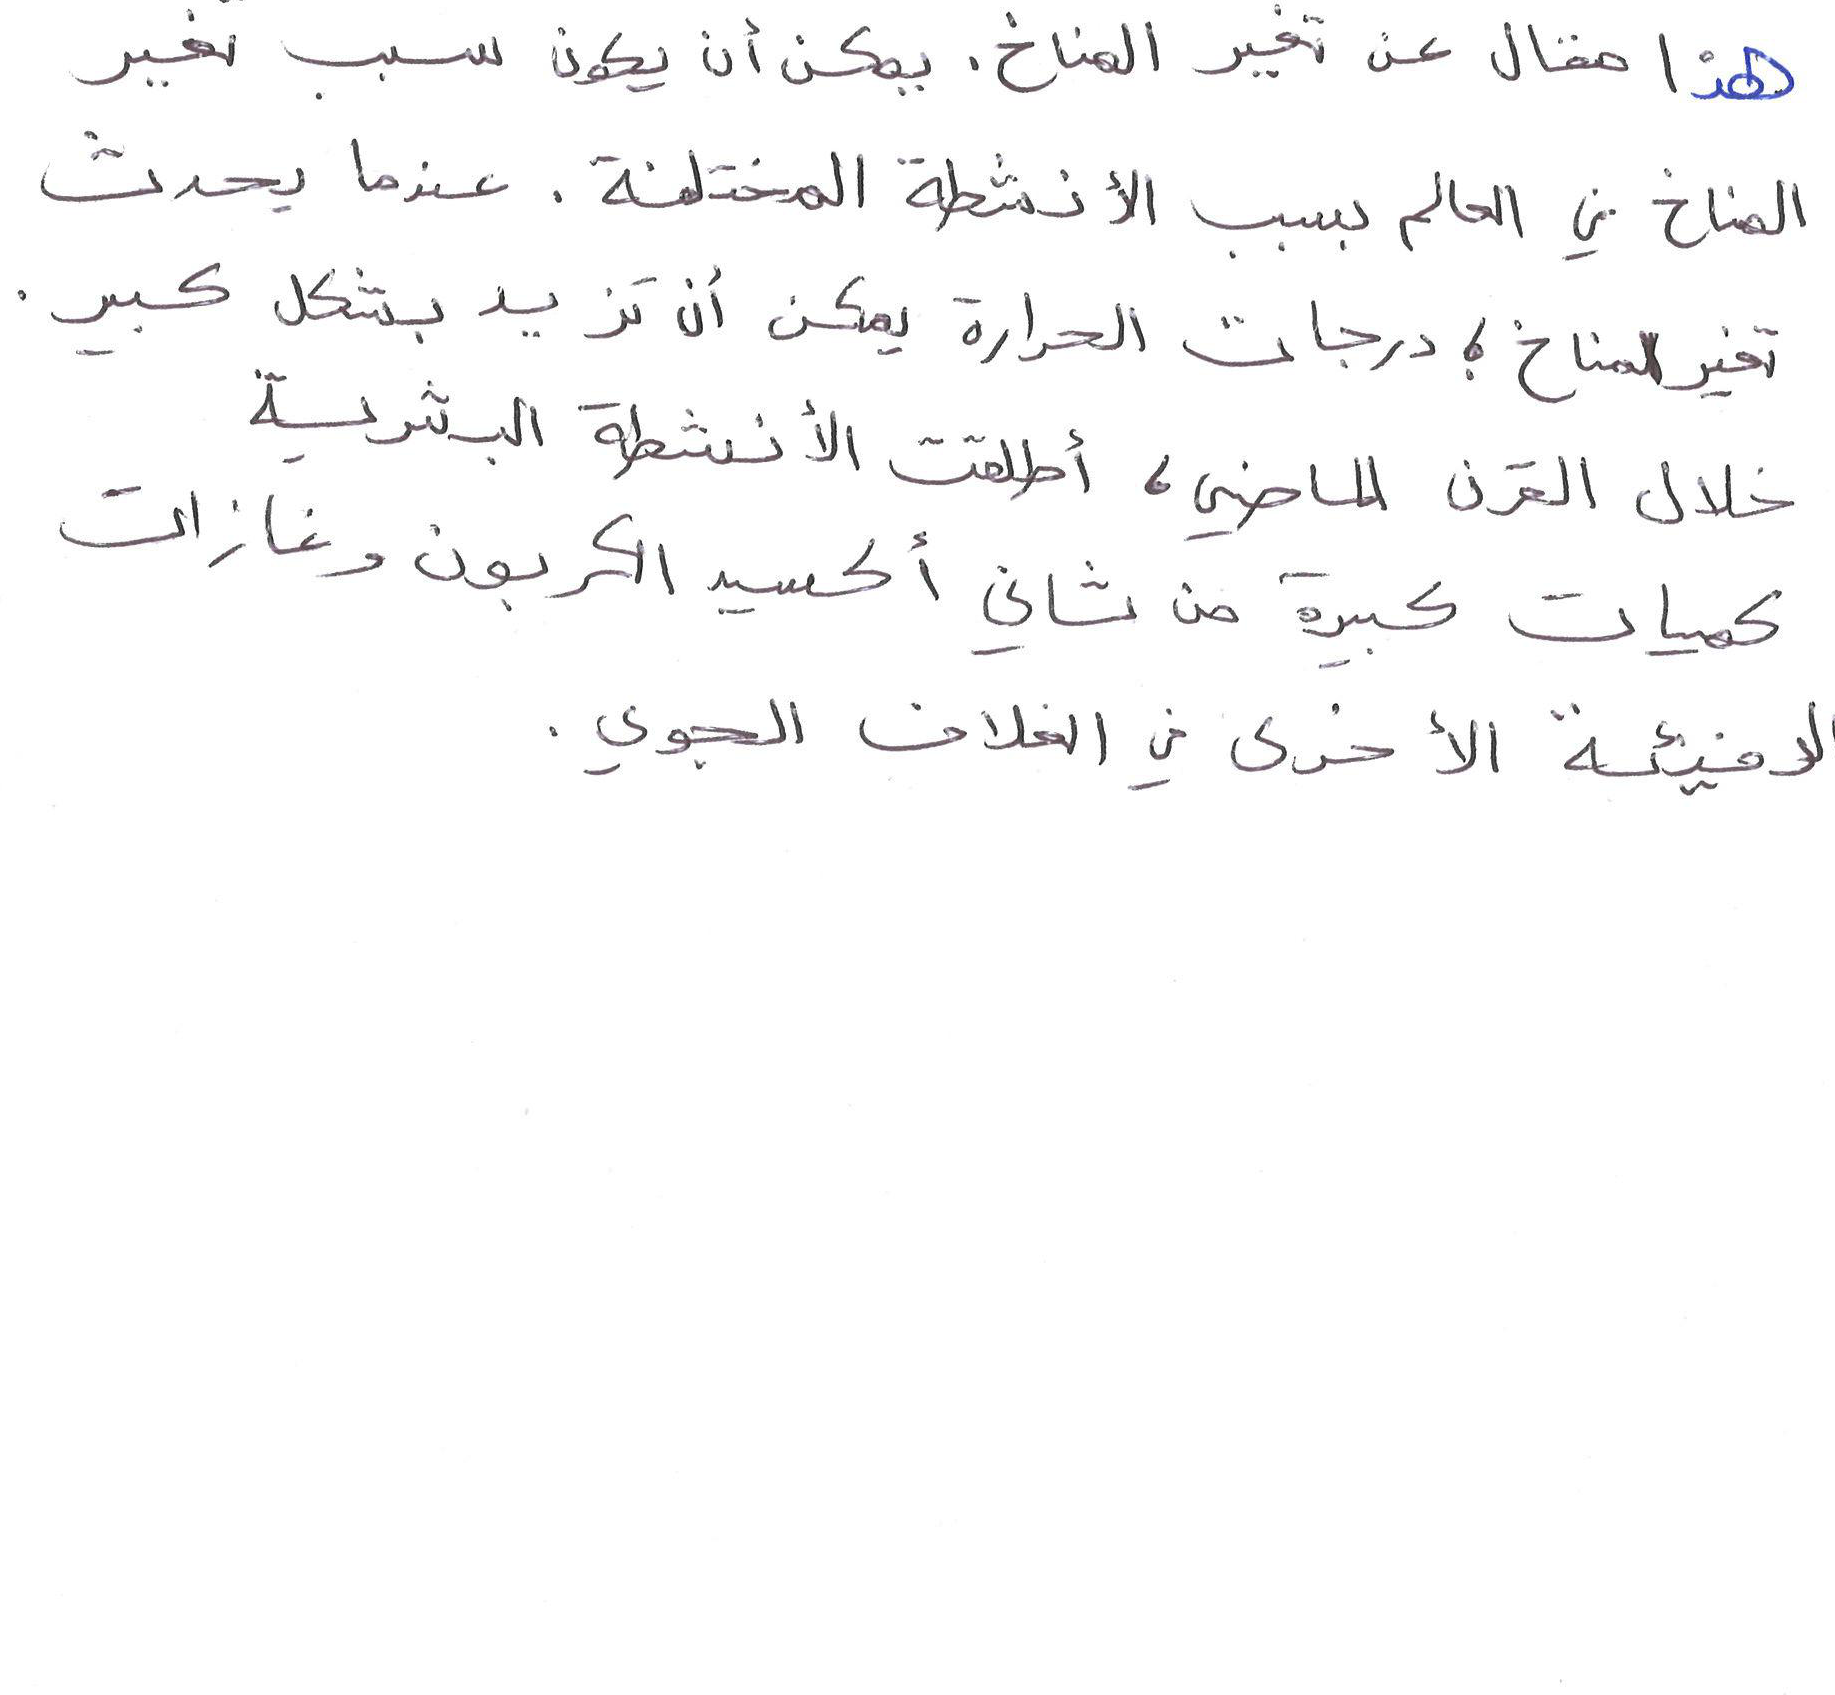 هذا مقال عن تغير المناخ. يمكن أن يكون سبب تغير
المناخ في العالم بسبب الأنشطة المختلفة. عندما يحدث
تغير المناخ، درجات الحرارة يمكن أن تزيد بشكل كبير.
خلال القرن الماضي، أطلقت الأنشطة البشرية
كميات كبيرة من ثاني أكسيد الكربون وغازات
الدفيئة الأخرى في الغلاف الجوي.